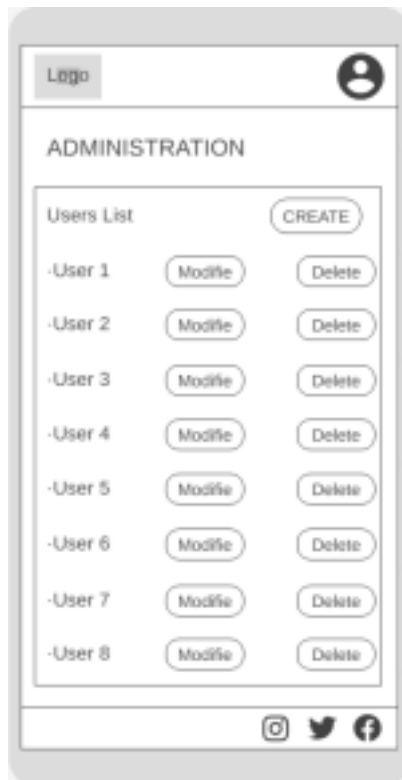 Logo
ADMINISTRATION
Users List CREATE
-User 1 Modifie Delete
-User 2 Modifie Delete
-User 3 Modifie Delete
-User 4 Modifie Delete
-User 5 Modifie Delete
-User 6 Modifie Delete
-User 7 Modifie Delete
-User 8 Modifie Delete